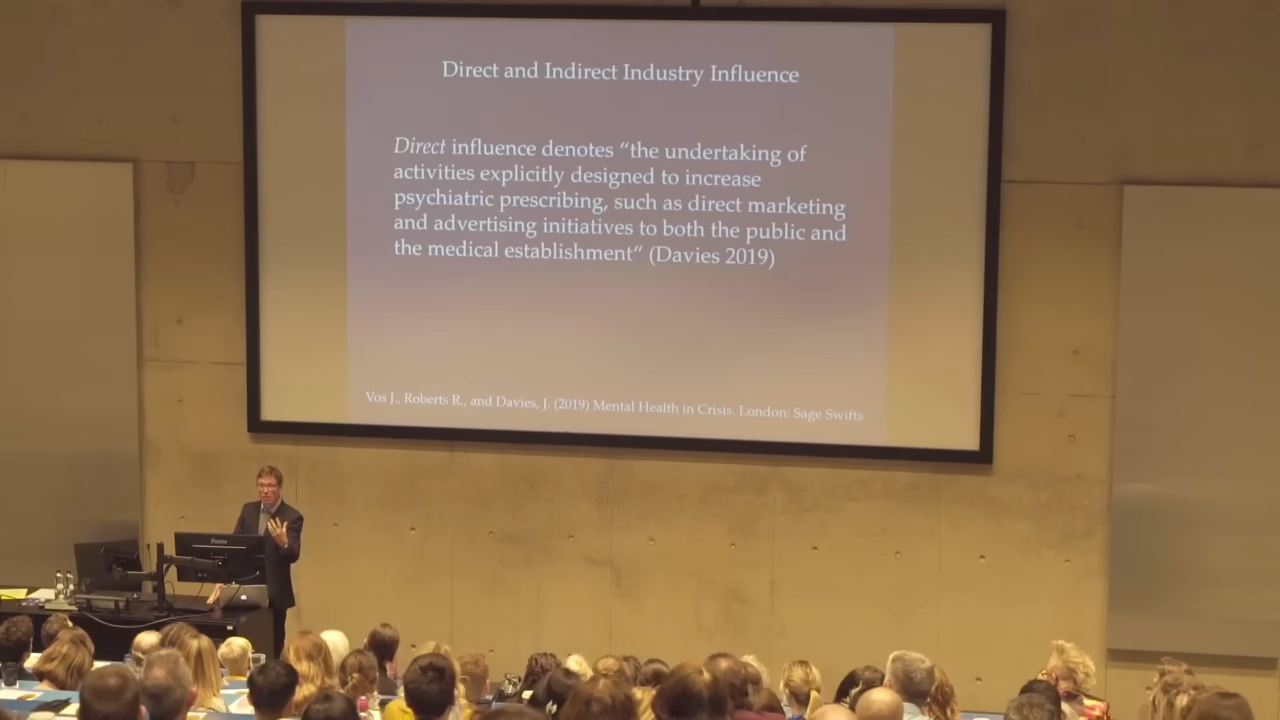 Direct and Indirect Industry Influence
Direct influence denotes “the undertaking of
activities explicitly designed to increase
psychiatric prescribing, such as direct marketing
and advertising initiatives to both the public and
the medical establishment“ (Davies 2019)
Vos J., Roberts R., and Davies, J. (2019) Mental Health in Crisis. London: Sage Swifts